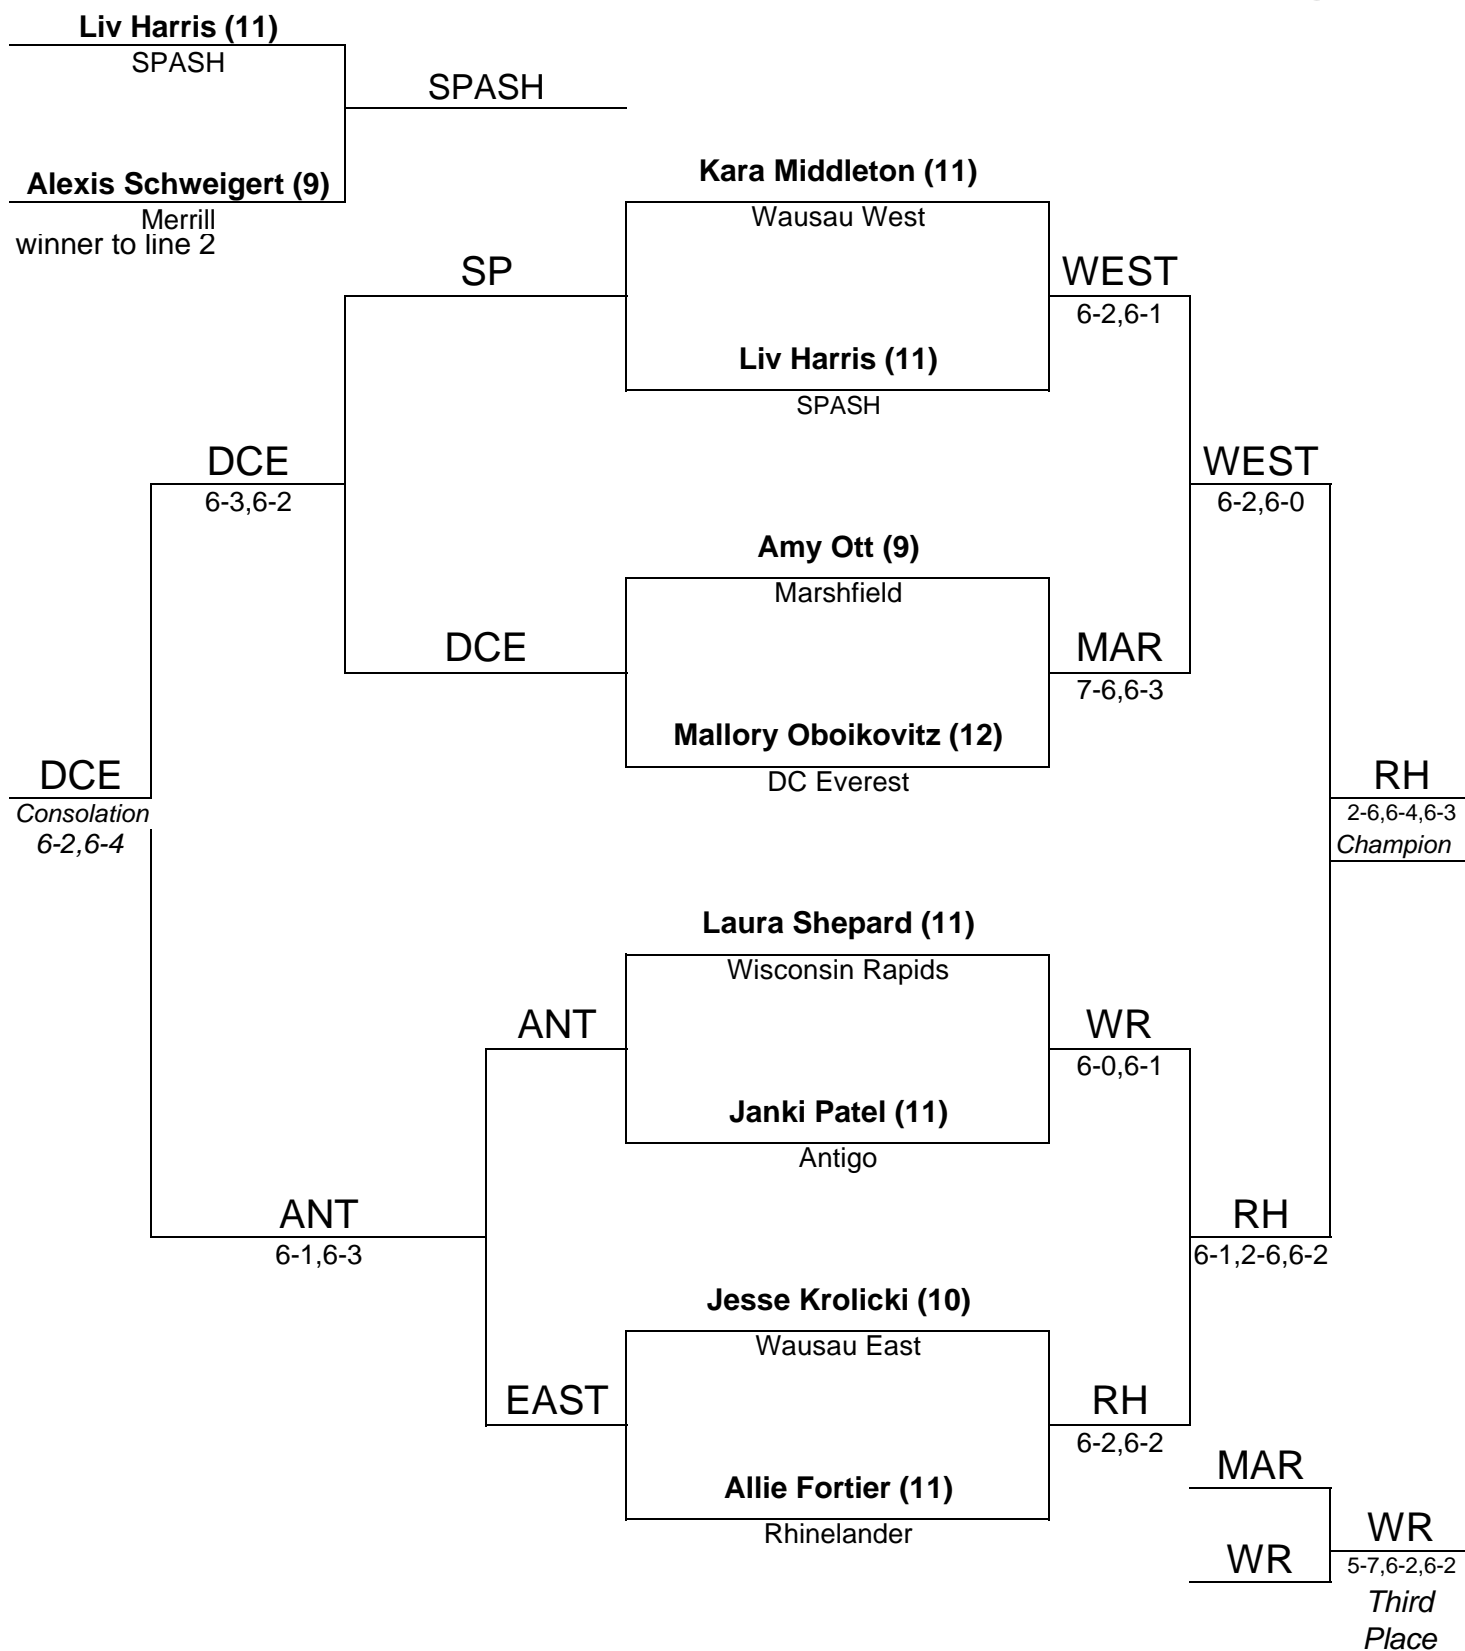 Liv Harris (11)
SPASH
SPASH
Alexis Schweigert (9)
Merrill
winner to line 2
Kara Middleton (11)
Wausau West
SP
WEST
6-2,6-1
Liv Harris (11)
SPASH
DCE
6-3,6-2
WEST
6-2,6-0
Amy Ott (9)
Marshfield
DCE
MAR
7-6,6-3
Mallory Oboikovitz (12)
DC Everest
DCE
Consolation
6-2,6-4
RH
2-6,6-4,6-3
Champion
Laura Shepard (11)
Wisconsin Rapids
ANT
WR
6-0,6-1
Janki Patel (11)
Antigo
ANT
6-1,6-3
RH
6-1,2-6,6-2
Jesse Krolicki (10)
Wausau East
EAST
RH
6-2,6-2
Allie Fortier (11)
Rhinelander
MAR
WR
WR
5-7,6-2,6-2
Third
Place